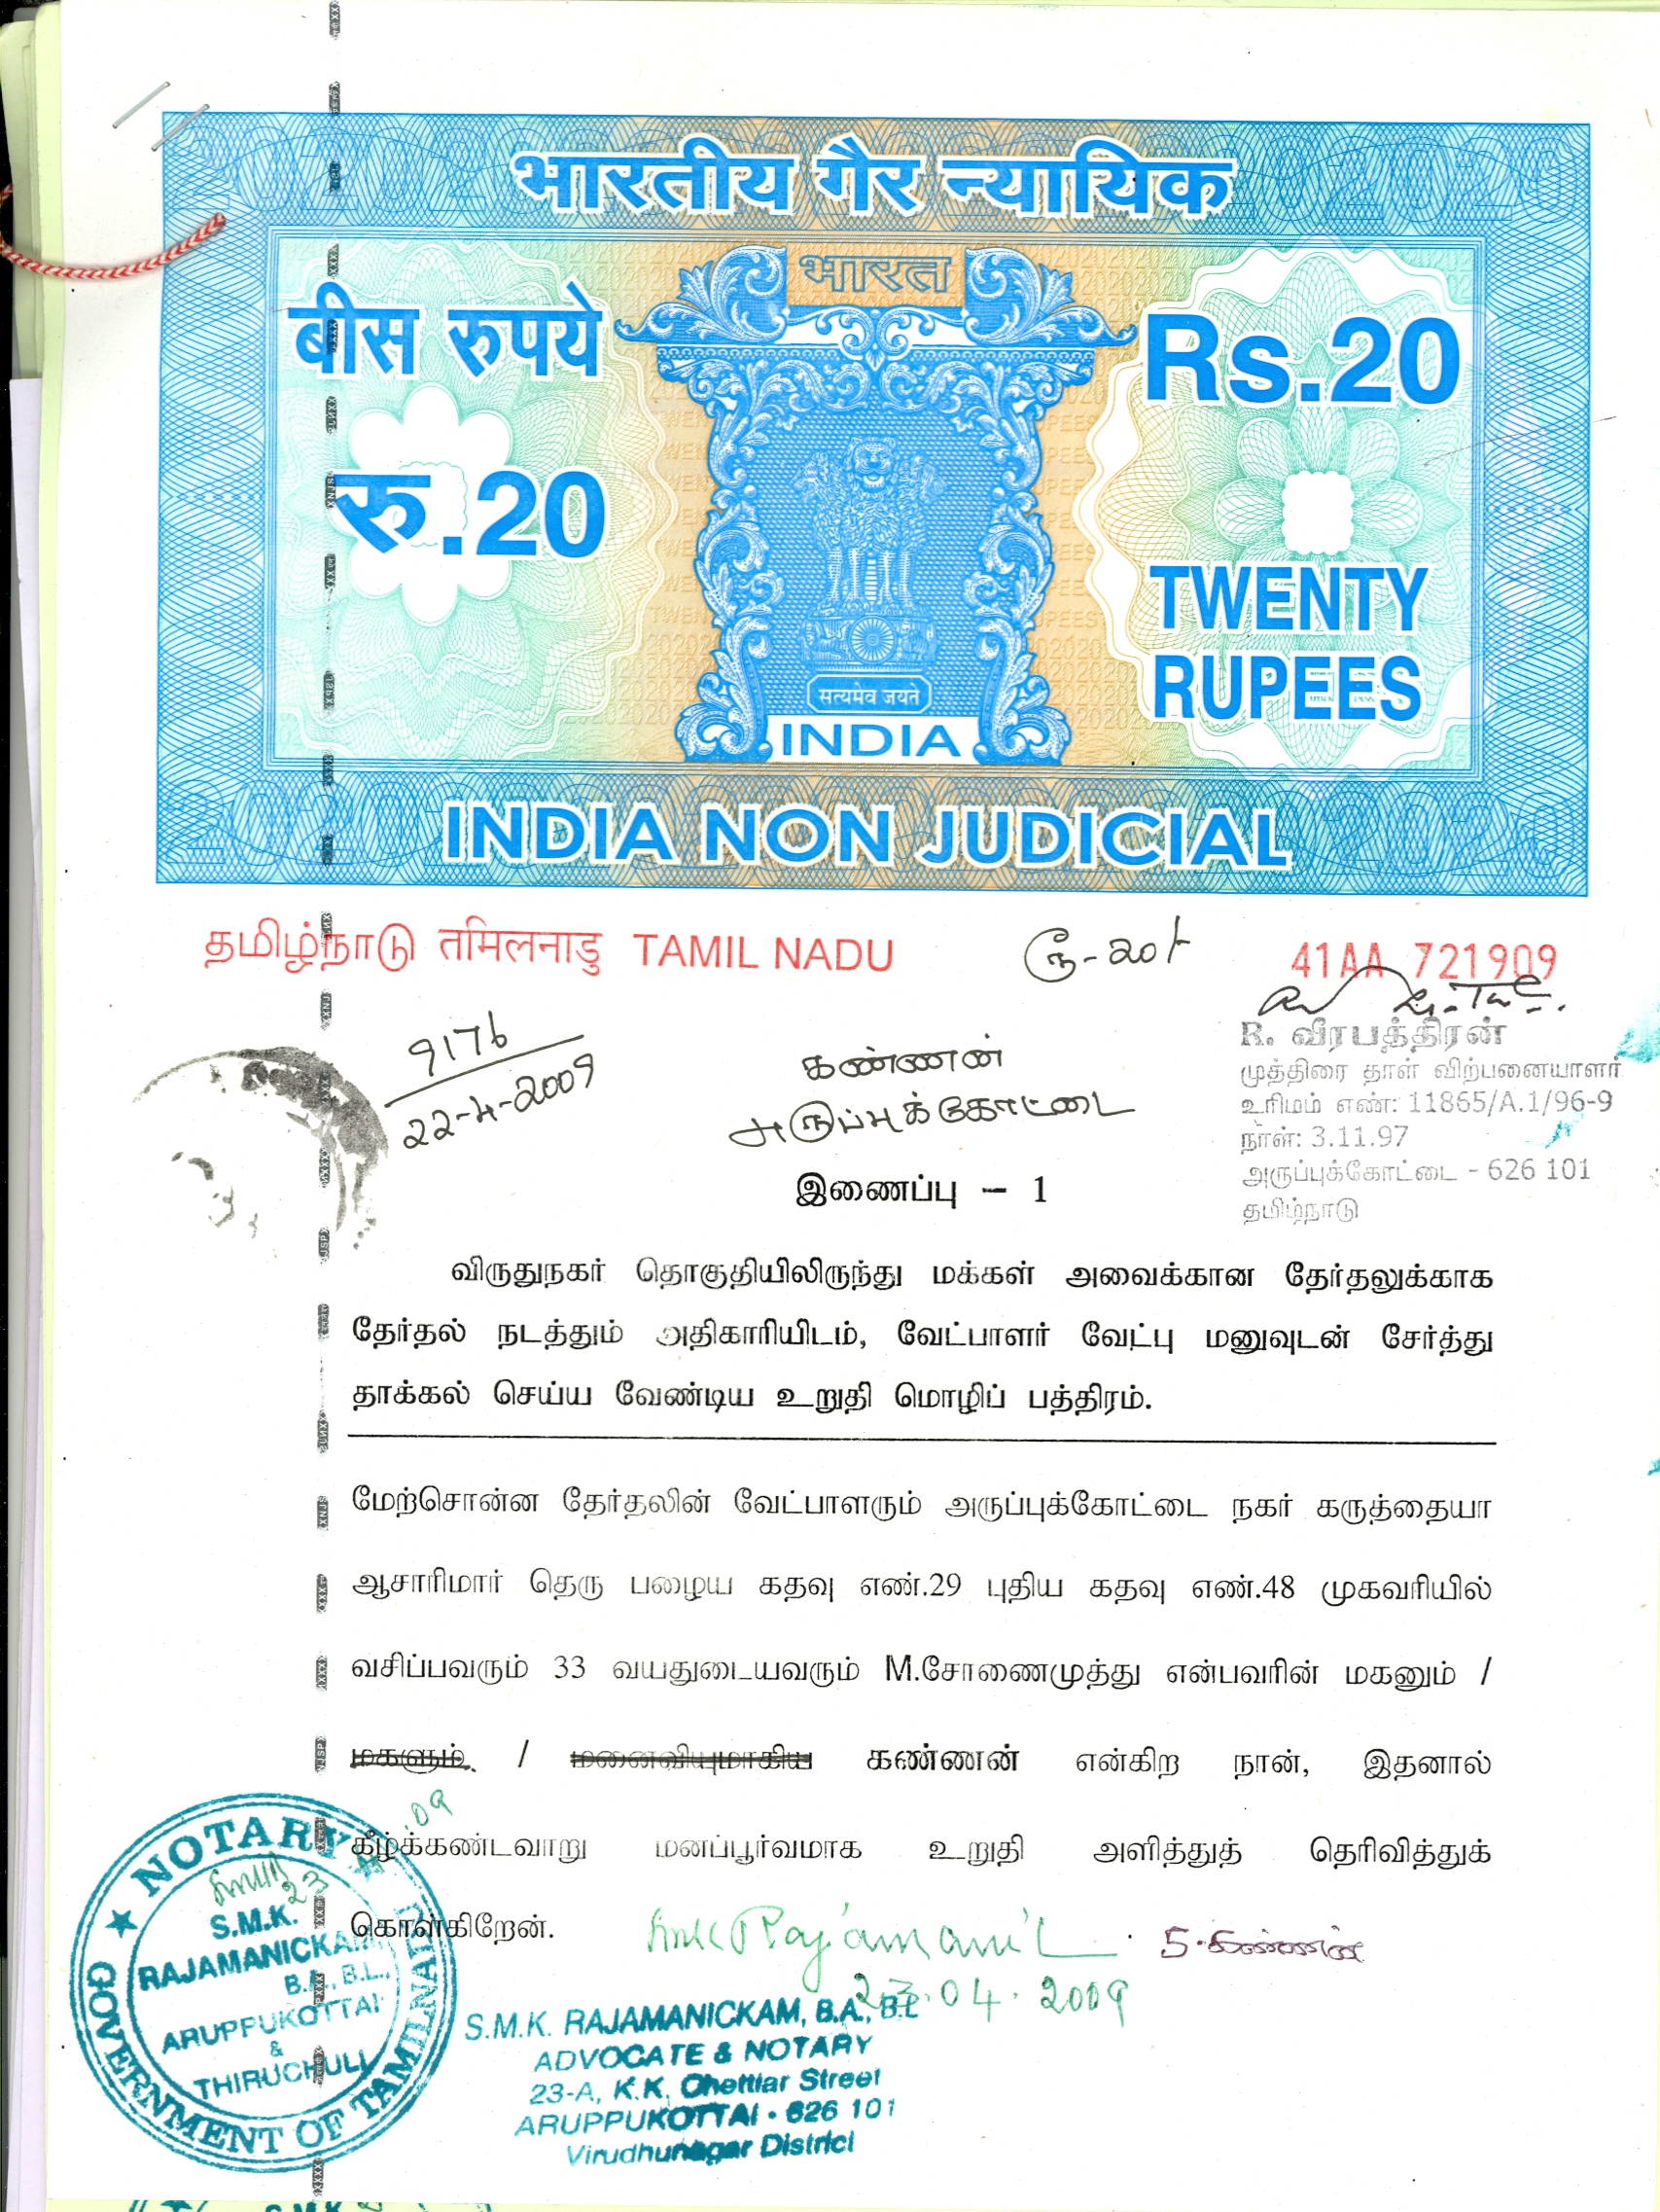 भारतीय गैर न्यायिक
भारत
बीस रुपये
Rs.20
रु.20
TWENTY
RUPEES
सत्यमेव जयते
INDIA
INDIA NON JUDICIAL
தமிழ்நாடு तमिलनाडु TAMIL NADU
ரூ-20/-
41AA 721909
9176
22-4-2009
கண்ணன்
அருப்புக்கோட்டை
R. வீரபத்திரன்
முத்திரை தாள் விற்பனையாளர்
உரிமம் எண்: 11865/A.1/96-9
நாள்: 3.11.97
அருப்புக்கோட்டை - 626 101
தமிழ்நாடு
இணைப்பு – 1
விருதுநகர் தொகுதியிலிருந்து மக்கள் அவைக்கான தேர்தலுக்காக
தேர்தல் நடத்தும் அதிகாரியிடம், வேட்பாளர் வேட்பு மனுவுடன் சேர்த்து
தாக்கல் செய்ய வேண்டிய உறுதி மொழிப் பத்திரம்.
மேற்சொன்ன தேர்தலின் வேட்பாளரும் அருப்புக்கோட்டை நகர் கருத்தையா
ஆசாரிமார் தெரு பழைய கதவு எண்.29 புதிய கதவு எண்.48 முகவரியில்
வசிப்பவரும் 33 வயதுடையவரும் M.சோணைமுத்து என்பவரின் மகனும் /
மகளும் / மனைவியுமாகிய கண்ணன் என்கிற நான், இதனால்
கீழ்க்கண்டவாறு மனப்பூர்வமாக உறுதி அளித்துத் தெரிவித்துக்
கொள்கிறேன்.
S.கண்ணன்
23.04.2009
NOTARY
S.M.K.
RAJAMANICKAM,
B.A., B.L.,
ARUPPUKOTTAI
&
THIRUCHULI
GOVERNMENT OF TAMILNADU
S.M.K. RAJAMANICKAM, B.A., B.L
ADVOCATE & NOTARY
23-A, K.K. Chettiar Street
ARUPPUKOTTAI - 626 101
Virudhunagar District
S.M.K.